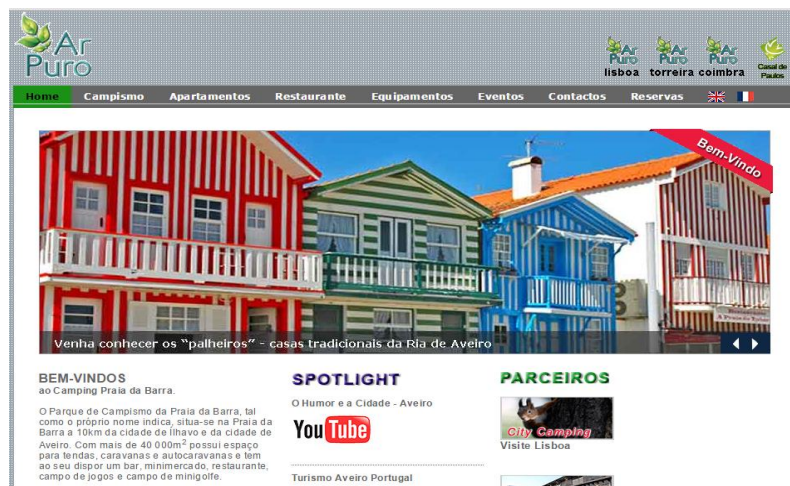 Ar
Puro
Ar
Puro
lisboa
Ar
Puro
torreira
Ar
Puro
coimbra
Casal de
Paulos
Home Campismo Apartamentos Restaurante Equipamentos Eventos Contactos Reservas
Bem-Vindo
Venha conhecer os "palheiros" - casas tradicionais da Ria de Aveiro
BEM-VINDOS
ao Camping Praia da Barra.
O Parque de Campismo da Praia da Barra, tal
como o próprio nome indica, situa-se na Praia da
Barra a 10km da cidade de Ílhavo e da cidade de
Aveiro. Com mais de 40 000m² possui espaço
para tendas, caravanas e autocaravanas e tem
ao seu dispor um bar, minimercado, restaurante,
campo de jogos e campo de minigolfe.
SPOTLIGHT
O Humor e a Cidade - Aveiro
YouTube
Turismo Aveiro Portugal
PARCEIROS
City Camping
Visite Lisboa